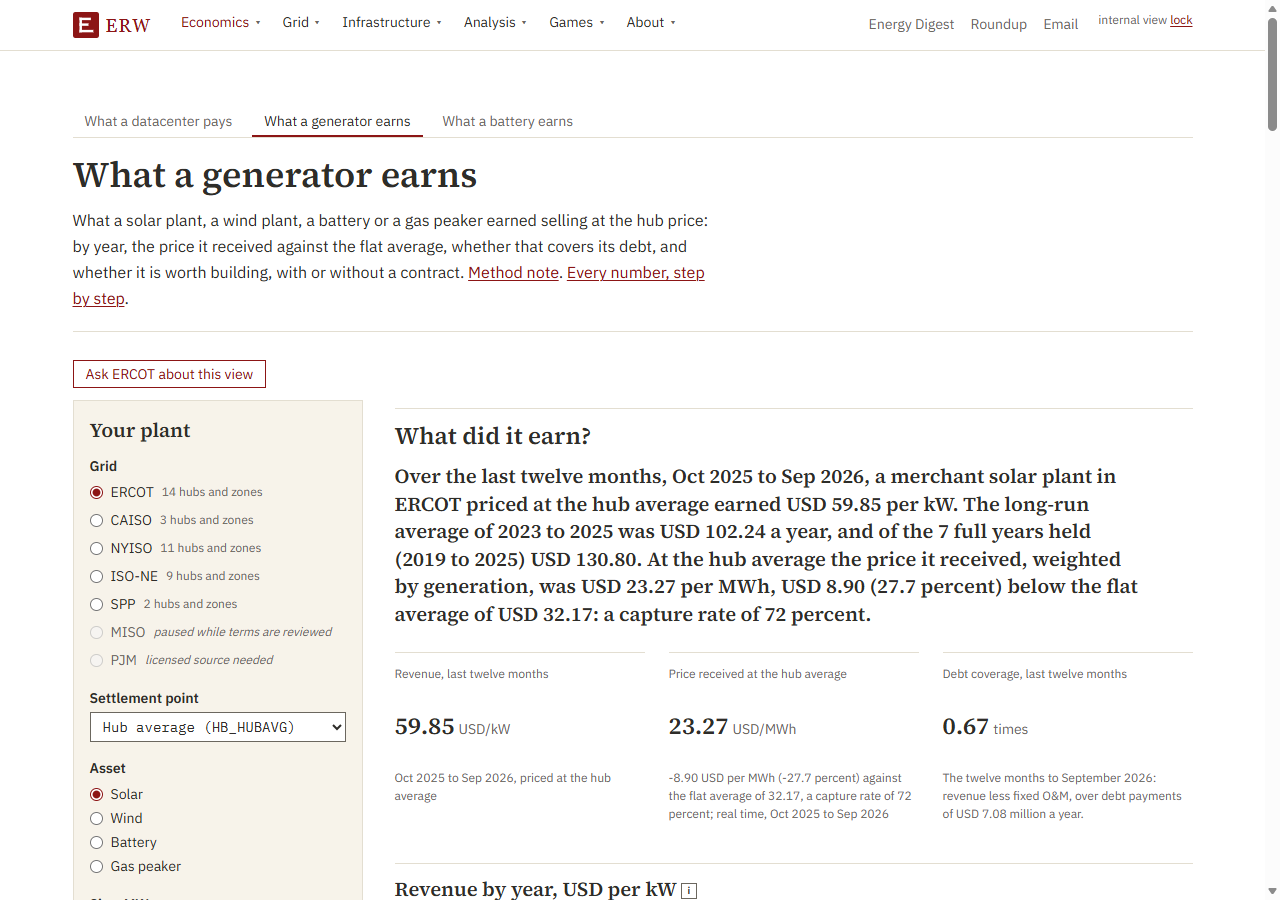 E ERW
Economics
Grid
Infrastructure
Analysis
Games
About
Energy Digest
Roundup
Email
internal view lock
What a datacenter pays
What a generator earns
What a battery earns
What a generator earns
What a solar plant, a wind plant, a battery or a gas peaker earned selling at the hub price:
by year, the price it received against the flat average, whether that covers its debt, and
whether it is worth building, with or without a contract. Method note. Every number, step
by step.
Ask ERCOT about this view
Your plant
Grid
ERCOT 14 hubs and zones
CAISO 3 hubs and zones
NYISO 11 hubs and zones
ISO-NE 9 hubs and zones
SPP 2 hubs and zones
MISO paused while terms are reviewed
PJM licensed source needed
Settlement point
Hub average (HB_HUBAVG)
Asset
Solar
Wind
Battery
Gas peaker
What did it earn?
Over the last twelve months, Oct 2025 to Sep 2026, a merchant solar plant in
ERCOT priced at the hub average earned USD 59.85 per kW. The long-run
average of 2023 to 2025 was USD 102.24 a year, and of the 7 full years held
(2019 to 2025) USD 130.80. At the hub average the price it received, weighted
by generation, was USD 23.27 per MWh, USD 8.90 (27.7 percent) below the flat
average of USD 32.17: a capture rate of 72 percent.
Revenue, last twelve months
59.85 USD/kW
Oct 2025 to Sep 2026, priced at the hub
average
Price received at the hub average
23.27 USD/MWh
-8.90 USD per MWh (-27.7 percent) against
the flat average of 32.17, a capture rate of 72
percent; real time, Oct 2025 to Sep 2026
Debt coverage, last twelve months
0.67 times
The twelve months to September 2026:
revenue less fixed O&M, over debt payments
of USD 7.08 million a year.
Revenue by year, USD per kW i